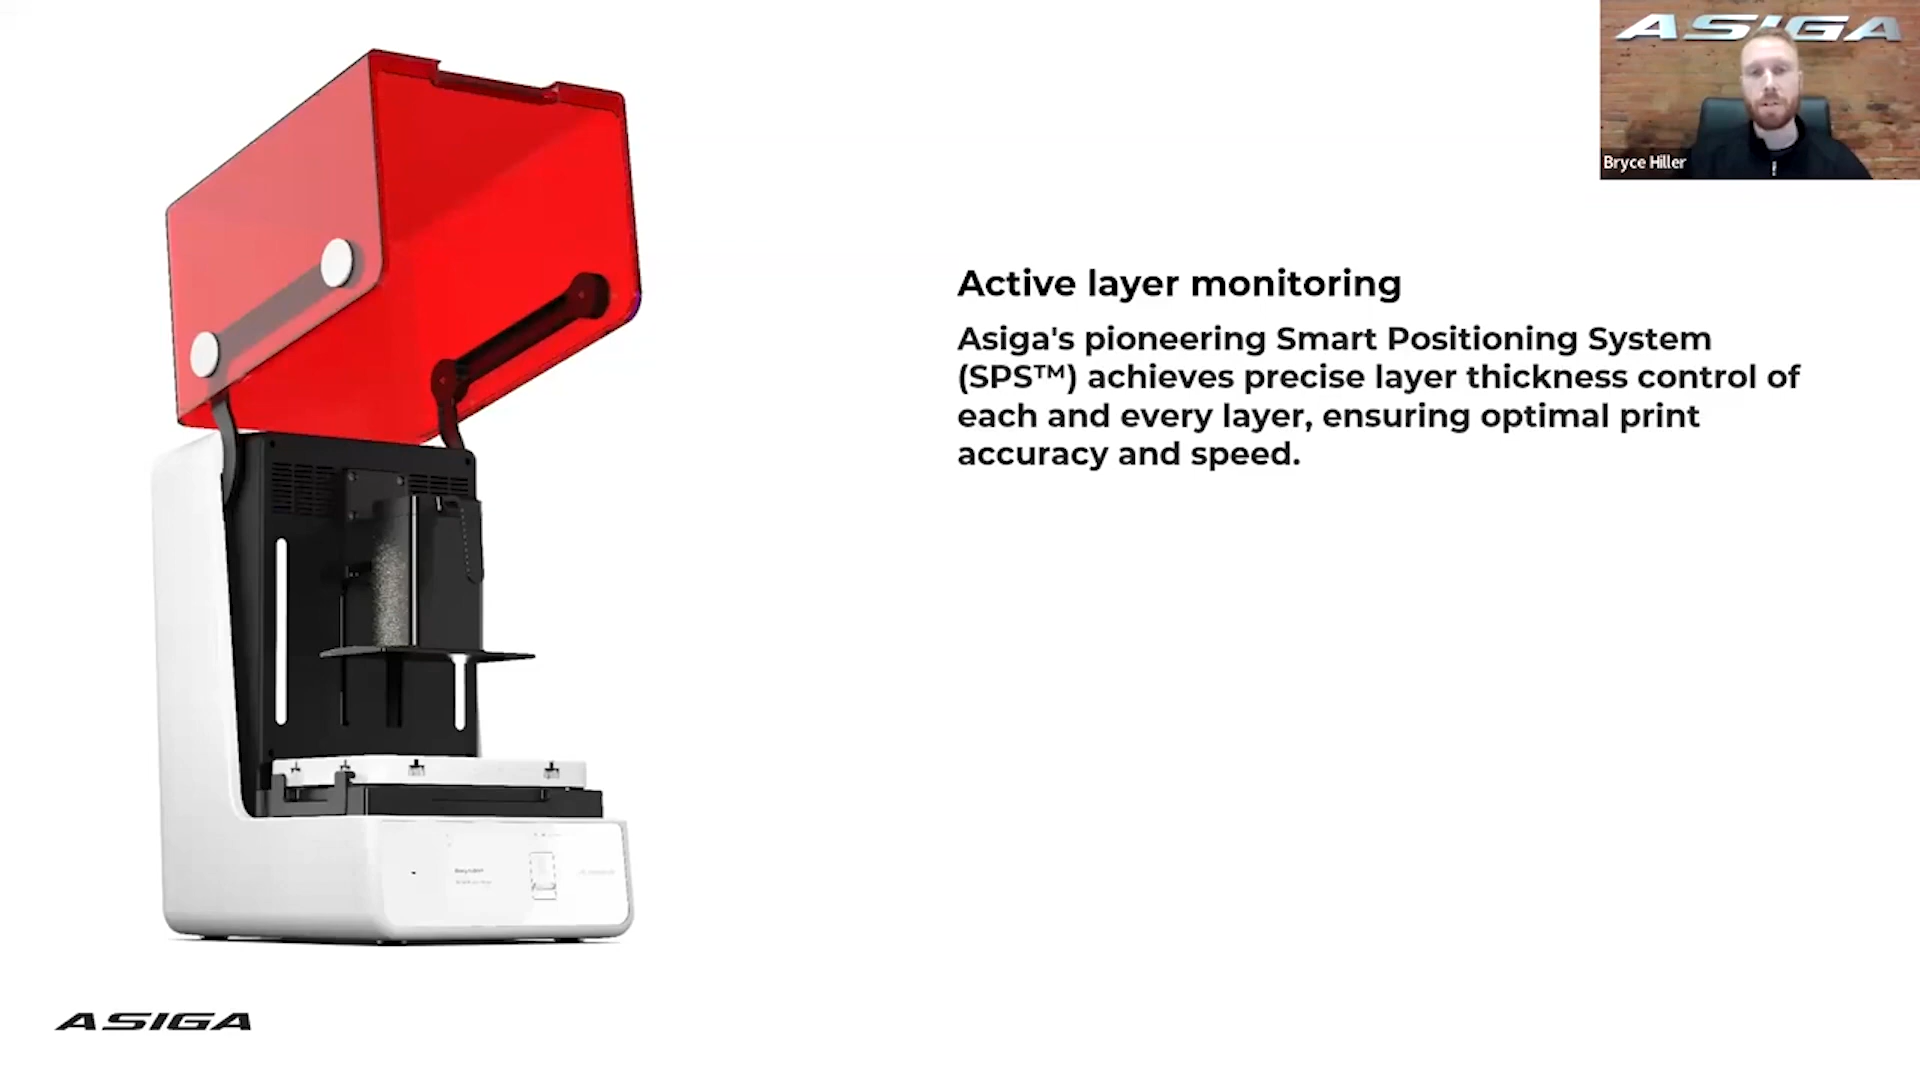 ASIGA
Bryce Hiller
Active layer monitoring
Asiga's pioneering Smart Positioning System
(SPS™) achieves precise layer thickness control of
each and every layer, ensuring optimal print
accuracy and speed.
ASIGA